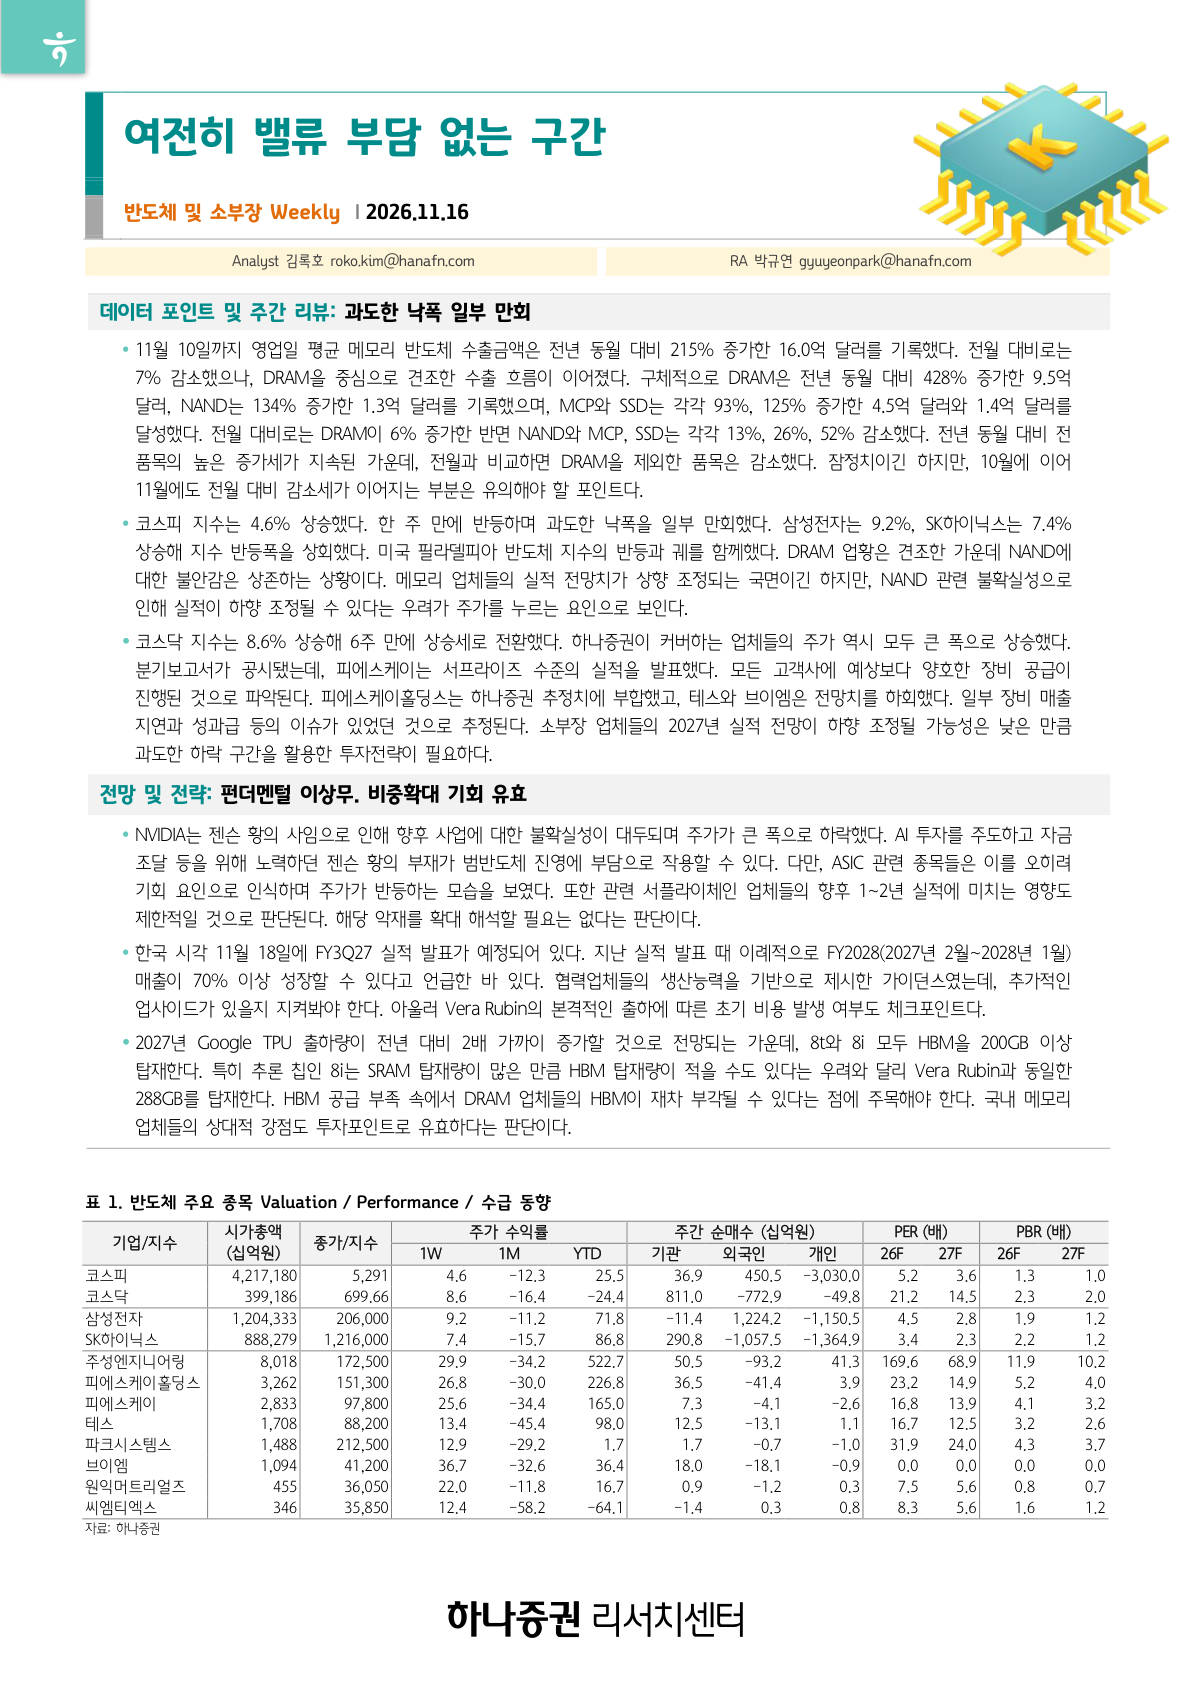 여전히 밸류 부담 없는 구간
반도체 및 소부장 Weekly | 2026.11.16
K
Analyst 김록호 roko.kim@hanafn.com RA 박규연 gyuyeonpark@hanafn.com
데이터 포인트 및 주간 리뷰: 과도한 낙폭 일부 만회
• 11월 10일까지 영업일 평균 메모리 반도체 수출금액은 전년 동월 대비 215% 증가한 16.0억 달러를 기록했다. 전월 대비로는
7% 감소했으나, DRAM을 중심으로 견조한 수출 흐름이 이어졌다. 구체적으로 DRAM은 전년 동월 대비 428% 증가한 9.5억
달러, NAND는 134% 증가한 1.3억 달러를 기록했으며, MCP와 SSD는 각각 93%, 125% 증가한 4.5억 달러와 1.4억 달러를
달성했다. 전월 대비로는 DRAM이 6% 증가한 반면 NAND와 MCP, SSD는 각각 13%, 26%, 52% 감소했다. 전년 동월 대비 전
품목의 높은 증가세가 지속된 가운데, 전월과 비교하면 DRAM을 제외한 품목은 감소했다. 잠정치이긴 하지만, 10월에 이어
11월에도 전월 대비 감소세가 이어지는 부분은 유의해야 할 포인트다.
• 코스피 지수는 4.6% 상승했다. 한 주 만에 반등하며 과도한 낙폭을 일부 만회했다. 삼성전자는 9.2%, SK하이닉스는 7.4%
상승해 지수 반등폭을 상회했다. 미국 필라델피아 반도체 지수의 반등과 궤를 함께했다. DRAM 업황은 견조한 가운데 NAND에
대한 불안감은 상존하는 상황이다. 메모리 업체들의 실적 전망치가 상향 조정되는 국면이긴 하지만, NAND 관련 불확실성으로
인해 실적이 하향 조정될 수 있다는 우려가 주가를 누르는 요인으로 보인다.
• 코스닥 지수는 8.6% 상승해 6주 만에 상승세로 전환했다. 하나증권이 커버하는 업체들의 주가 역시 모두 큰 폭으로 상승했다.
분기보고서가 공시됐는데, 피에스케이는 서프라이즈 수준의 실적을 발표했다. 모든 고객사에 예상보다 양호한 장비 공급이
진행된 것으로 파악된다. 피에스케이홀딩스는 하나증권 추정치에 부합했고, 테스와 브이엠은 전망치를 하회했다. 일부 장비 매출
지연과 성과급 등의 이슈가 있었던 것으로 추정된다. 소부장 업체들의 2027년 실적 전망이 하향 조정될 가능성은 낮은 만큼
과도한 하락 구간을 활용한 투자전략이 필요하다.
전망 및 전략: 펀더멘털 이상무. 비중확대 기회 유효
• NVIDIA는 젠슨 황의 사임으로 인해 향후 사업에 대한 불확실성이 대두되며 주가가 큰 폭으로 하락했다. AI 투자를 주도하고 자금
조달 등을 위해 노력하던 젠슨 황의 부재가 범반도체 진영에 부담으로 작용할 수 있다. 다만, ASIC 관련 종목들은 이를 오히려
기회 요인으로 인식하며 주가가 반등하는 모습을 보였다. 또한 관련 서플라이체인 업체들의 향후 1~2년 실적에 미치는 영향도
제한적일 것으로 판단된다. 해당 악재를 확대 해석할 필요는 없다는 판단이다.
• 한국 시각 11월 18일에 FY3Q27 실적 발표가 예정되어 있다. 지난 실적 발표 때 이례적으로 FY2028(2027년 2월~2028년 1월)
매출이 70% 이상 성장할 수 있다고 언급한 바 있다. 협력업체들의 생산능력을 기반으로 제시한 가이던스였는데, 추가적인
업사이드가 있을지 지켜봐야 한다. 아울러 Vera Rubin의 본격적인 출하에 따른 초기 비용 발생 여부도 체크포인트다.
• 2027년 Google TPU 출하량이 전년 대비 2배 가까이 증가할 것으로 전망되는 가운데, 8t와 8i 모두 HBM을 200GB 이상
탑재한다. 특히 추론 칩인 8i는 SRAM 탑재량이 많은 만큼 HBM 탑재량이 적을 수도 있다는 우려와 달리 Vera Rubin과 동일한
288GB를 탑재한다. HBM 공급 부족 속에서 DRAM 업체들의 HBM이 재차 부각될 수 있다는 점에 주목해야 한다. 국내 메모리
업체들의 상대적 강점도 투자포인트로 유효하다는 판단이다.
표 1. 반도체 주요 종목 Valuation / Performance / 수급 동향
기업/지수 시가총액 (십억원) 종가/지수 주가 수익률 주간 순매수 (십억원) PER (배) PBR (배)
1W 1M YTD 기관 외국인 개인 26F 27F 26F 27F
코스피 4,217,180 5,291 4.6 -12.3 25.5 36.9 450.5 -3,030.0 5.2 3.6 1.3 1.0
코스닥 399,186 699.66 8.6 -16.4 -24.4 811.0 -772.9 -49.8 21.2 14.5 2.3 2.0
삼성전자 1,204,333 206,000 9.2 -11.2 71.8 -11.4 1,224.2 -1,150.5 4.5 2.8 1.9 1.2
SK하이닉스 888,279 1,216,000 7.4 -15.7 86.8 290.8 -1,057.5 -1,364.9 3.4 2.3 2.2 1.2
주성엔지니어링 8,018 172,500 29.9 -34.2 522.7 50.5 -93.2 41.3 169.6 68.9 11.9 10.2
피에스케이홀딩스 3,262 151,300 26.8 -30.0 226.8 36.5 -41.4 3.9 23.2 14.9 5.2 4.0
피에스케이 2,833 97,800 25.6 -34.4 165.0 7.3 -4.1 -2.6 16.8 13.9 4.1 3.2
테스 1,708 88,200 13.4 -45.4 98.0 12.5 -13.1 1.1 16.7 12.5 3.2 2.6
파크시스템스 1,488 212,500 12.9 -29.2 1.7 1.7 -0.7 -1.0 31.9 24.0 4.3 3.7
브이엠 1,094 41,200 36.7 -32.6 36.4 18.0 -18.1 -0.9 0.0 0.0 0.0 0.0
원익머트리얼즈 455 36,050 22.0 -11.8 16.7 0.9 -1.2 0.3 7.5 5.6 0.8 0.7
씨엠티엑스 346 35,850 12.4 -58.2 -64.1 -1.4 0.3 0.8 8.3 5.6 1.6 1.2
자료: 하나증권
하나증권 리서치센터